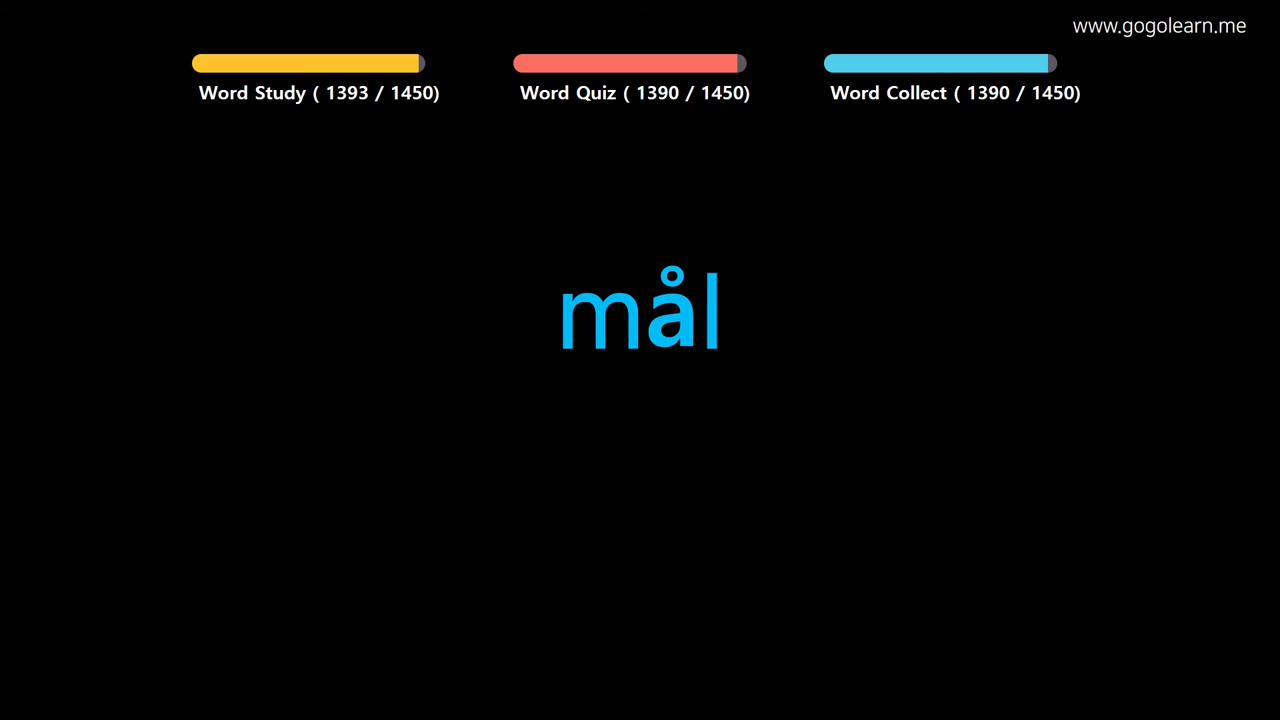 www.gogolearn.me
Word Study ( 1393 / 1450)
Word Quiz ( 1390 / 1450)
Word Collect ( 1390 / 1450)
mål